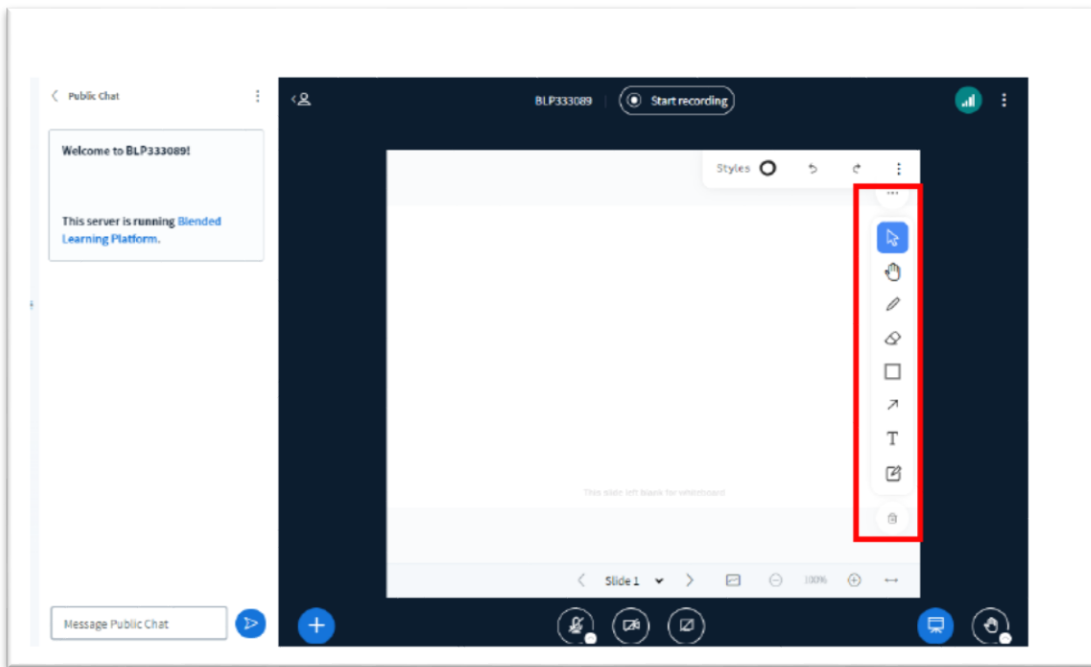 Public Chat
Welcome to BLP333089!
This server is running Blended
Learning Platform.
Message Public Chat
BLP333089
Start recording
Styles
T
This slide left blank for whiteboard
Slide 1
100%